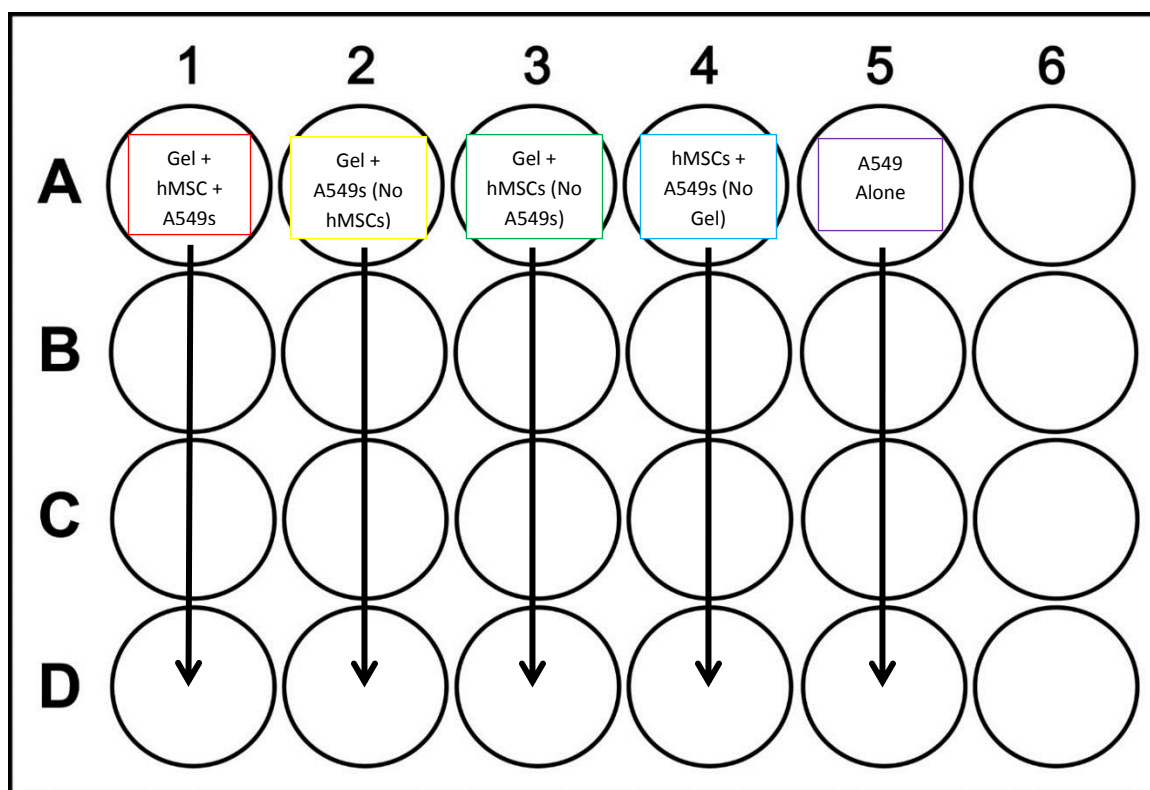 1 2 3 4 5 6
A
Gel +
hMSC +
A549s
Gel +
A549s (No
hMSCs)
Gel +
hMSCs (No
A549s)
hMSCs +
A549s (No
Gel)
A549
Alone
B
C
D